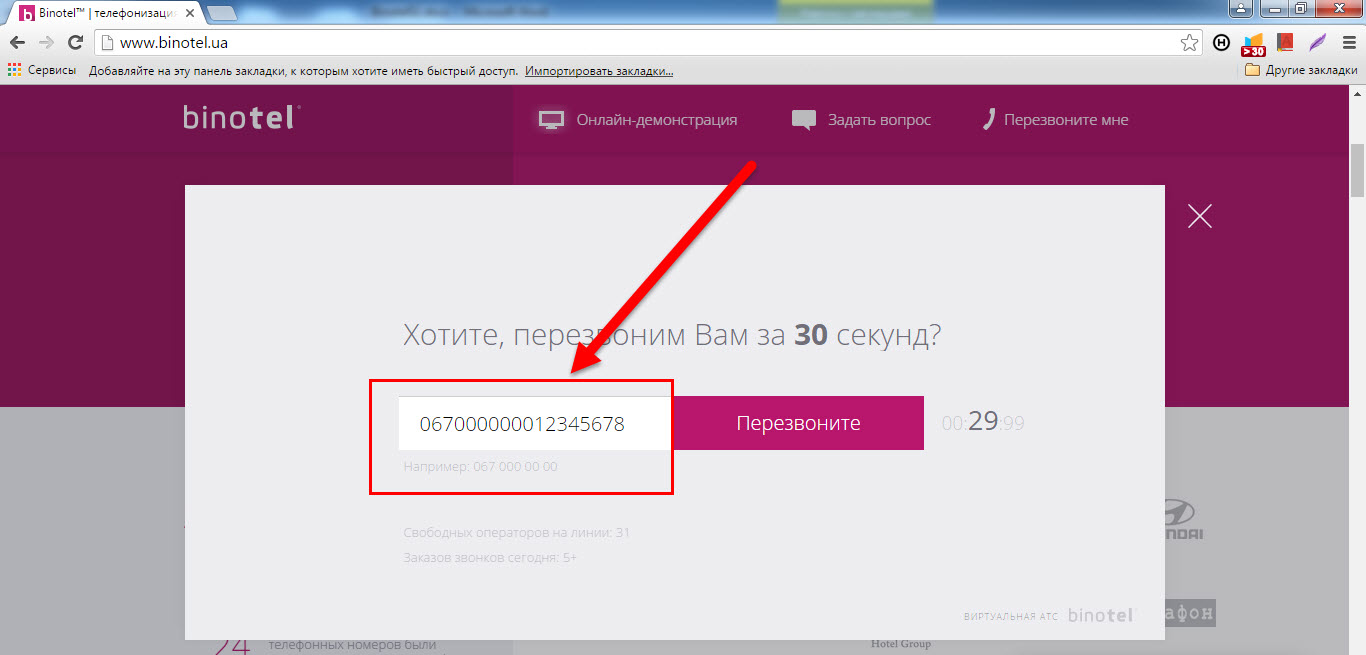 Binotel™ | телефонизация
www.binotel.ua
>30
Сервисы Добавляйте на эту панель закладки, к которым хотите иметь быстрый доступ. Импортировать закладки... Другие закладки
binotel Онлайн-демонстрация Задать вопрос Перезвоните мне
Хотите, перезвоним Вам за 30 секунд?
067000000012345678 Перезвоните 00:29:99
Например: 067 000 00 00
Свободных операторов на линии: 31
Заказов звонков сегодня: 5+
NDAI
ВИРТУАЛЬНАЯ АТС binotel
афон
24 телефонных номеров были
Hotel Group